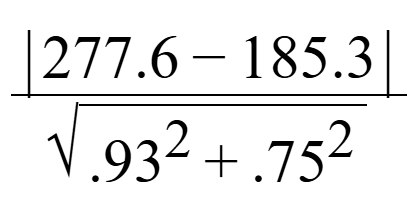 |277.6 − 185.3|
√.93² + .75²